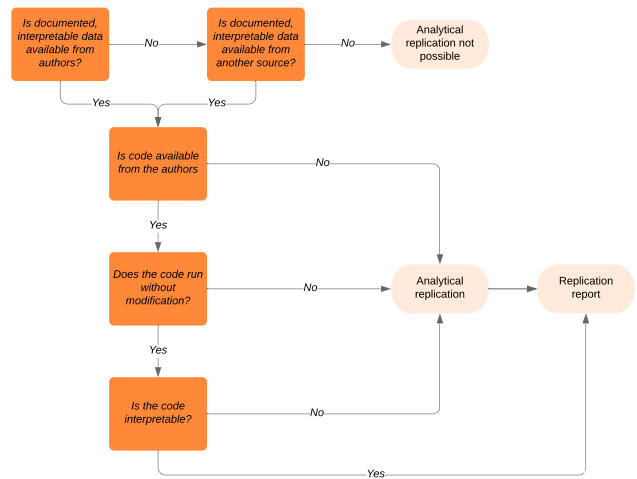 Is documented,
interpretable data
available from
authors?
No
Is documented,
interpretable data
available from
another source?
No
Analytical
replication not
possible
Yes
Yes
Is code available
from the authors
No
Yes
Does the code run
without
modification?
No
Analytical
replication
Replication
report
Yes
Is the code
interpretable?
No
Yes